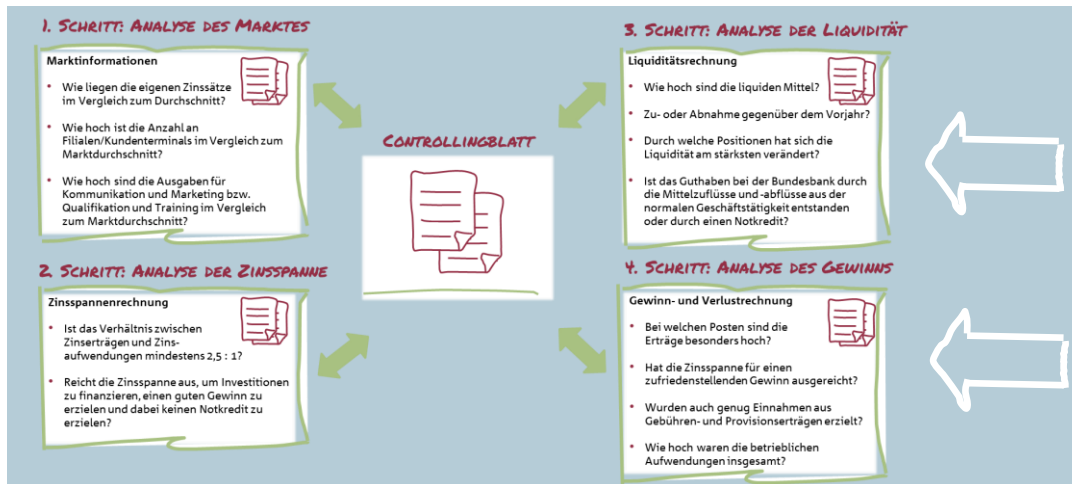 1. Schritt: Analyse des Marktes
Marktinformationen
• Wie liegen die eigenen Zinssätze
im Vergleich zum Durchschnitt?
• Wie hoch ist die Anzahl an
Filialen/Kundenterminals im Vergleich zum
Marktdurchschnitt?
• Wie hoch sind die Ausgaben für
Kommunikation und Marketing bzw.
Qualifikation und Training im Vergleich
zum Marktdurchschnitt?
2. Schritt: Analyse der Zinsspanne
Zinsspannenrechnung
• Ist das Verhältnis zwischen
Zinserträgen und Zins-
aufwendungen mindestens 2,5 : 1?
• Reicht die Zinsspanne aus, um Investitionen
zu finanzieren, einen guten Gewinn zu
erzielen und dabei keinen Notkredit zu
erzielen?
Controllingblatt
3. Schritt: Analyse der Liquidität
Liquiditätsrechnung
• Wie hoch sind die liquiden Mittel?
• Zu- oder Abnahme gegenüber dem Vorjahr?
• Durch welche Positionen hat sich die
Liquidität am stärksten verändert?
• Ist das Guthaben bei der Bundesbank durch
die Mittelzuflüsse und -abflüsse aus der
normalen Geschäftstätigkeit entstanden
oder durch einen Notkredit?
4. Schritt: Analyse des Gewinns
Gewinn- und Verlustrechnung
• Bei welchen Posten sind die
Erträge besonders hoch?
• Hat die Zinsspanne für einen
zufriedenstellenden Gewinn ausgereicht?
• Wurden auch genug Einnahmen aus
Gebühren- und Provisionserträgen erzielt?
• Wie hoch waren die betrieblichen
Aufwendungen insgesamt?